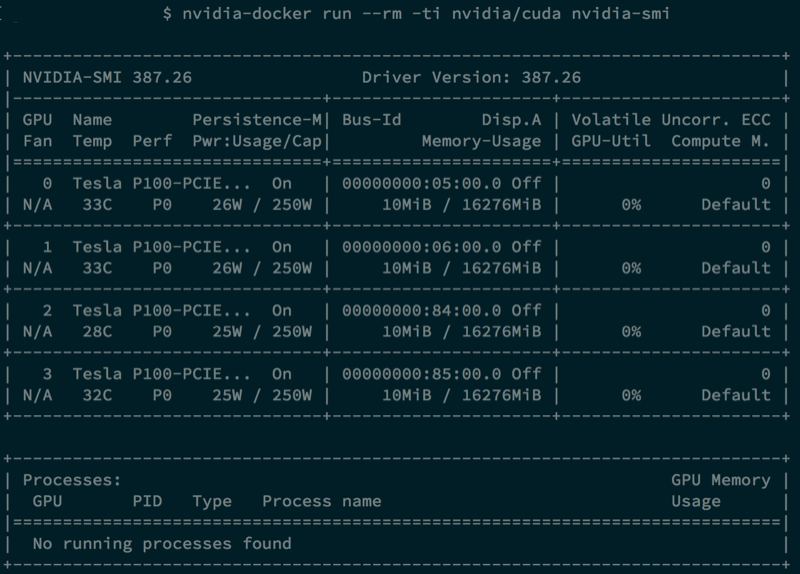 $ nvidia-docker run --rm -ti nvidia/cuda nvidia-smi
+-----------------------------------------------------------------------------+
| NVIDIA-SMI 387.26                 Driver Version: 387.26                    |
|-------------------------------+----------------------+----------------------+
| GPU  Name        Persistence-M| Bus-Id        Disp.A | Volatile Uncorr. ECC |
| Fan  Temp  Perf  Pwr:Usage/Cap|         Memory-Usage | GPU-Util  Compute M. |
|===============================+======================+======================|
|   0  Tesla P100-PCIE...  On   | 00000000:05:00.0 Off |                    0 |
| N/A   33C    P0    26W / 250W |     10MiB / 16276MiB |      0%      Default |
+-------------------------------+----------------------+----------------------+
|   1  Tesla P100-PCIE...  On   | 00000000:06:00.0 Off |                    0 |
| N/A   33C    P0    26W / 250W |     10MiB / 16276MiB |      0%      Default |
+-------------------------------+----------------------+----------------------+
|   2  Tesla P100-PCIE...  On   | 00000000:84:00.0 Off |                    0 |
| N/A   28C    P0    25W / 250W |     10MiB / 16276MiB |      0%      Default |
+-------------------------------+----------------------+----------------------+
|   3  Tesla P100-PCIE...  On   | 00000000:85:00.0 Off |                    0 |
| N/A   32C    P0    25W / 250W |     10MiB / 16276MiB |      0%      Default |
+-------------------------------+----------------------+----------------------+

+-----------------------------------------------------------------------------+
| Processes:                                                       GPU Memory |
|  GPU       PID   Type   Process name                             Usage      |
|=============================================================================|
|  No running processes found                                                 |
+-----------------------------------------------------------------------------+